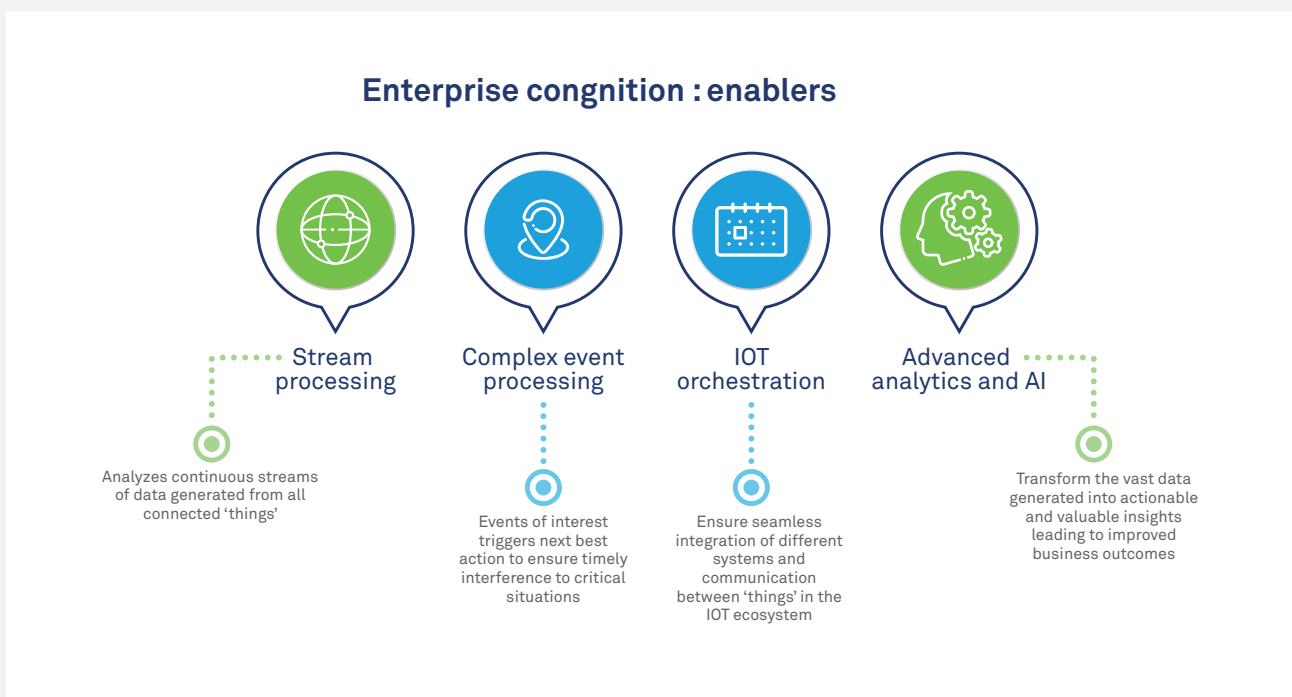 Enterprise congnition : enablers
Stream
processing
Analyzes continuous streams
of data generated from all
connected ‘things’
Complex event
processing
Events of interest
triggers next best
action to ensure timely
interference to critical
situations
IOT
orchestration
Ensure seamless
integration of different
systems and
communication
between ‘things’ in the
IOT ecosystem
Advanced
analytics and AI
Transform the vast data
generated into actionable
and valuable insights
leading to improved
business outcomes